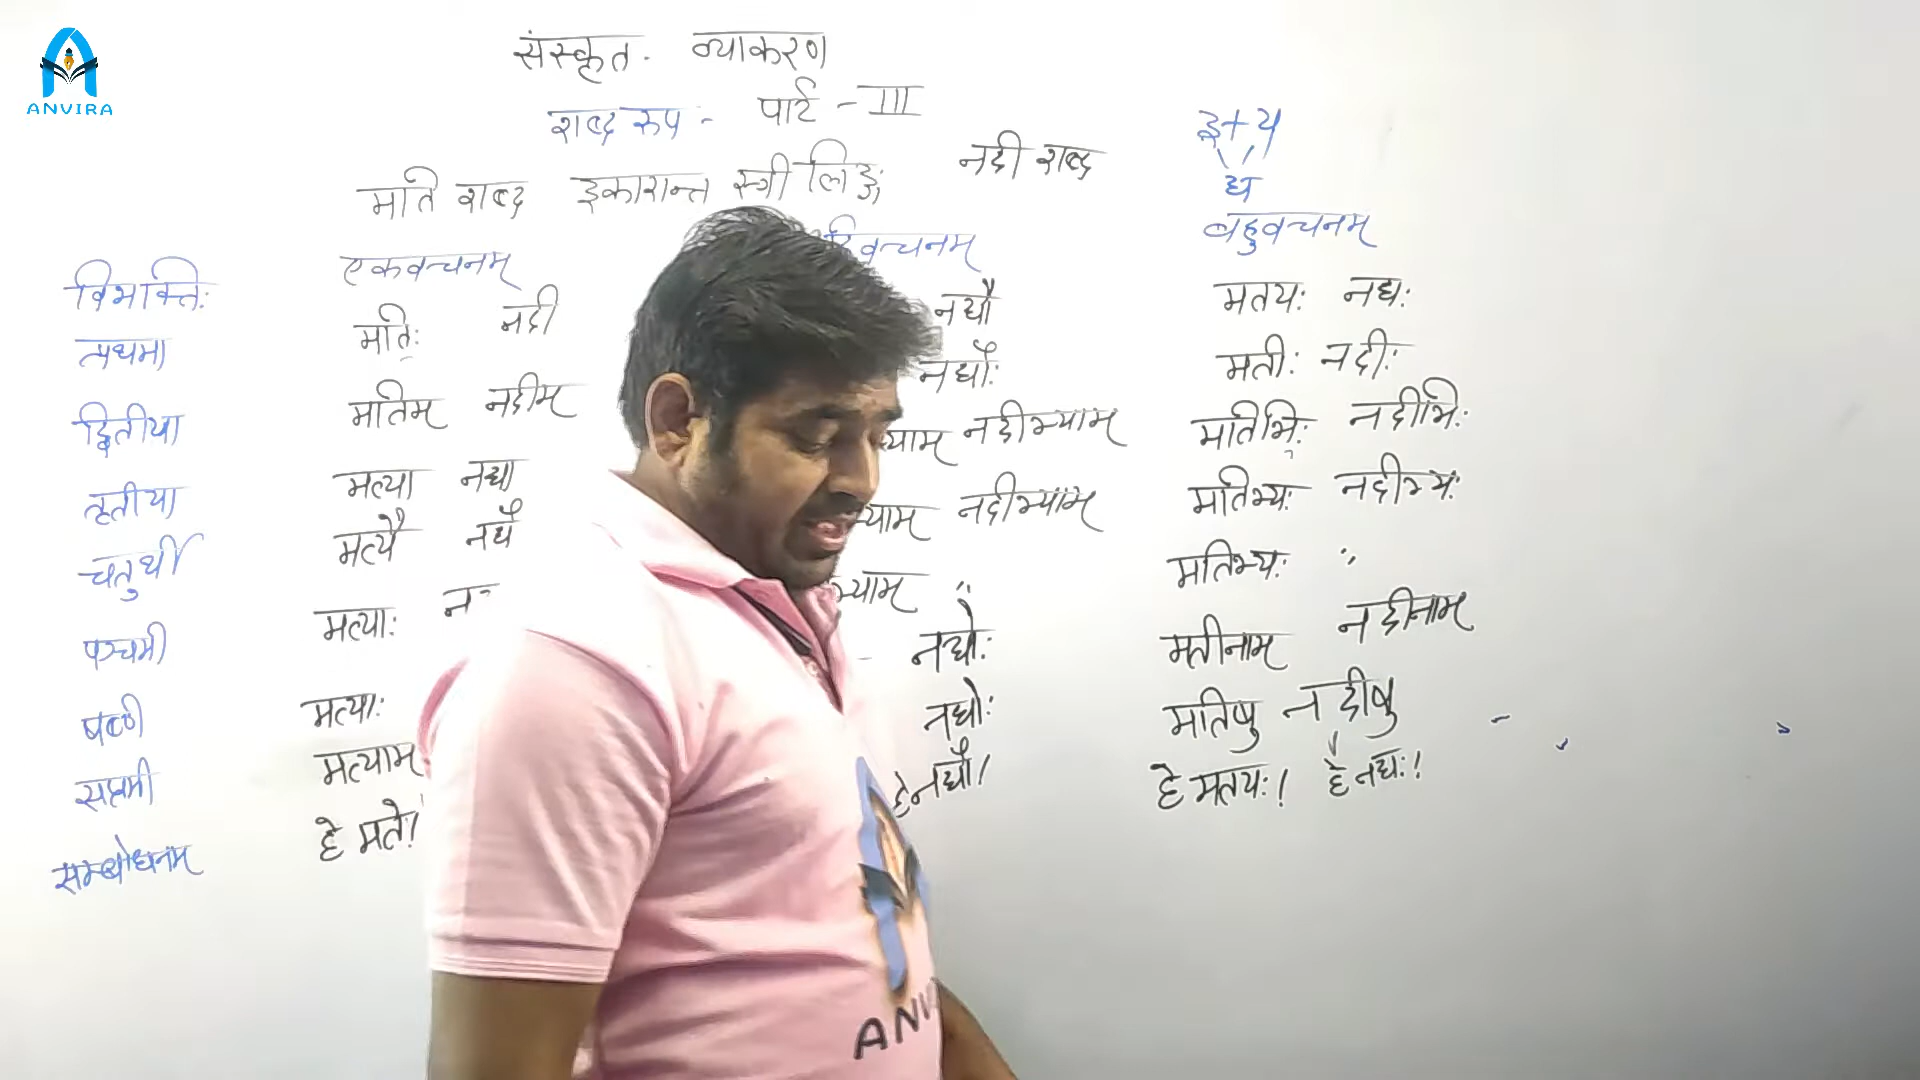 ANVIRA
संस्कृत - व्याकरण
शब्द रुप - पार्ट - III
मति शब्द इकारान्त स्त्री लिङ्ग नदी शब्द
इ+य
द्य
विभक्तिः एकवचनम् द्विवचनम् बहुवचनम्
प्रथमा मतिः नदी नद्यौ मतयः नद्यः
द्वितीया मतिम् नदीम् नद्यौः मतीः नदीः
तृतीया मत्या नद्या भ्याम् नदीभ्याम् मतिभिः नदीभिः
चतुर्थी मत्यै नद्यै भ्याम् नदीभ्याम् मतिभ्यः नदीभ्यः
पञ्चमी मत्याः भ्याम् " मतिभ्यः "
षष्ठी मत्याः नद्योः मतीनाम् नदीनाम्
सप्तमी मत्याम् नद्योः मतिषु नदीषु
सम्बोधनम् हे मते! हे नद्यौ! हे मतयः! हे नद्यः!
ANVI